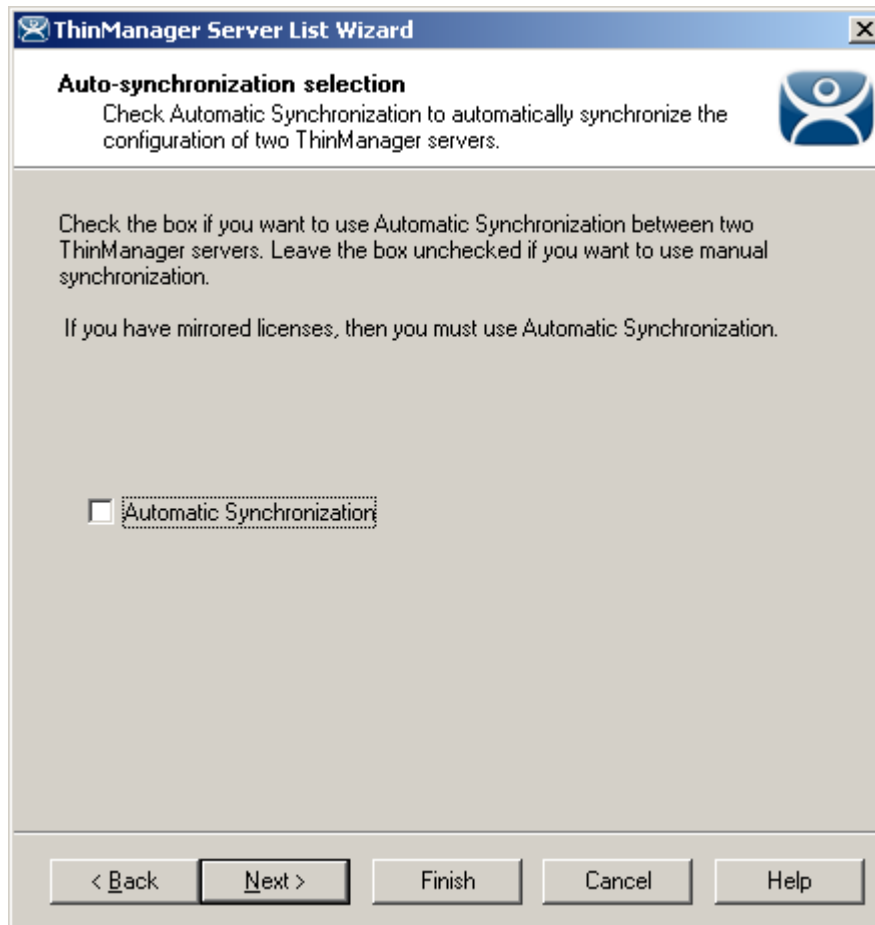 ThinManager Server List Wizard
Auto-synchronization selection
Check Automatic Synchronization to automatically synchronize the
configuration of two ThinManager servers.
Check the box if you want to use Automatic Synchronization between two
ThinManager servers. Leave the box unchecked if you want to use manual
synchronization.
If you have mirrored licenses, then you must use Automatic Synchronization.
Automatic Synchronization
< Back
Next >
Finish
Cancel
Help